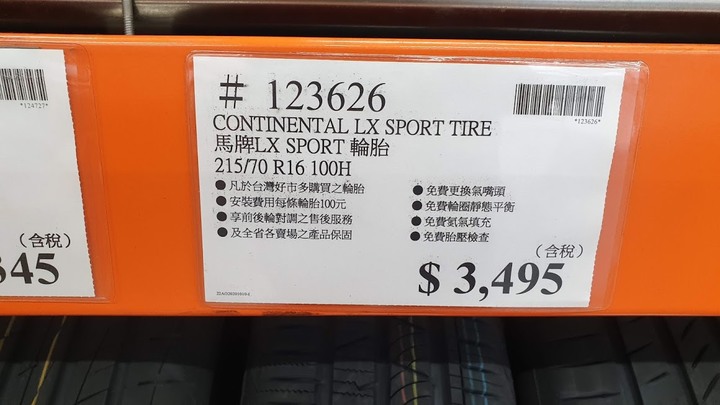 *124727*
(含稅)
345
# 123626
*123626*
CONTINENTAL LX SPORT TIRE
馬牌LX SPORT 輪胎
215/70 R16 100H
●凡於台灣好市多購買之輪胎
●安裝費用每條輪胎100元
●享前後輪對調之售後服務
●及全省各賣場之產品保固
●免費更換氣嘴頭
●免費輪圈靜態平衡
●免費氮氣填充
●免費胎壓檢查
(含稅)
$ 3,495